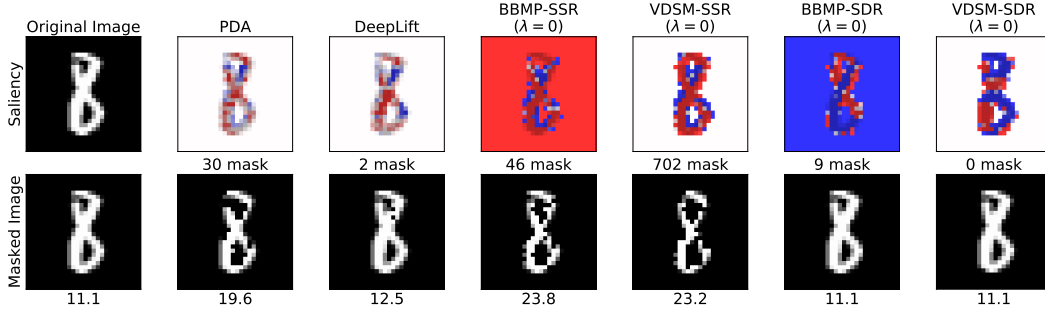 Original Image
PDA
DeepLift
BBMP-SSR
(λ = 0)
VDSM-SSR
(λ = 0)
BBMP-SDR
(λ = 0)
VDSM-SDR
(λ = 0)
Saliency
30 mask
2 mask
46 mask
702 mask
9 mask
0 mask
Masked Image
11.1
19.6
12.5
23.8
23.2
11.1
11.1